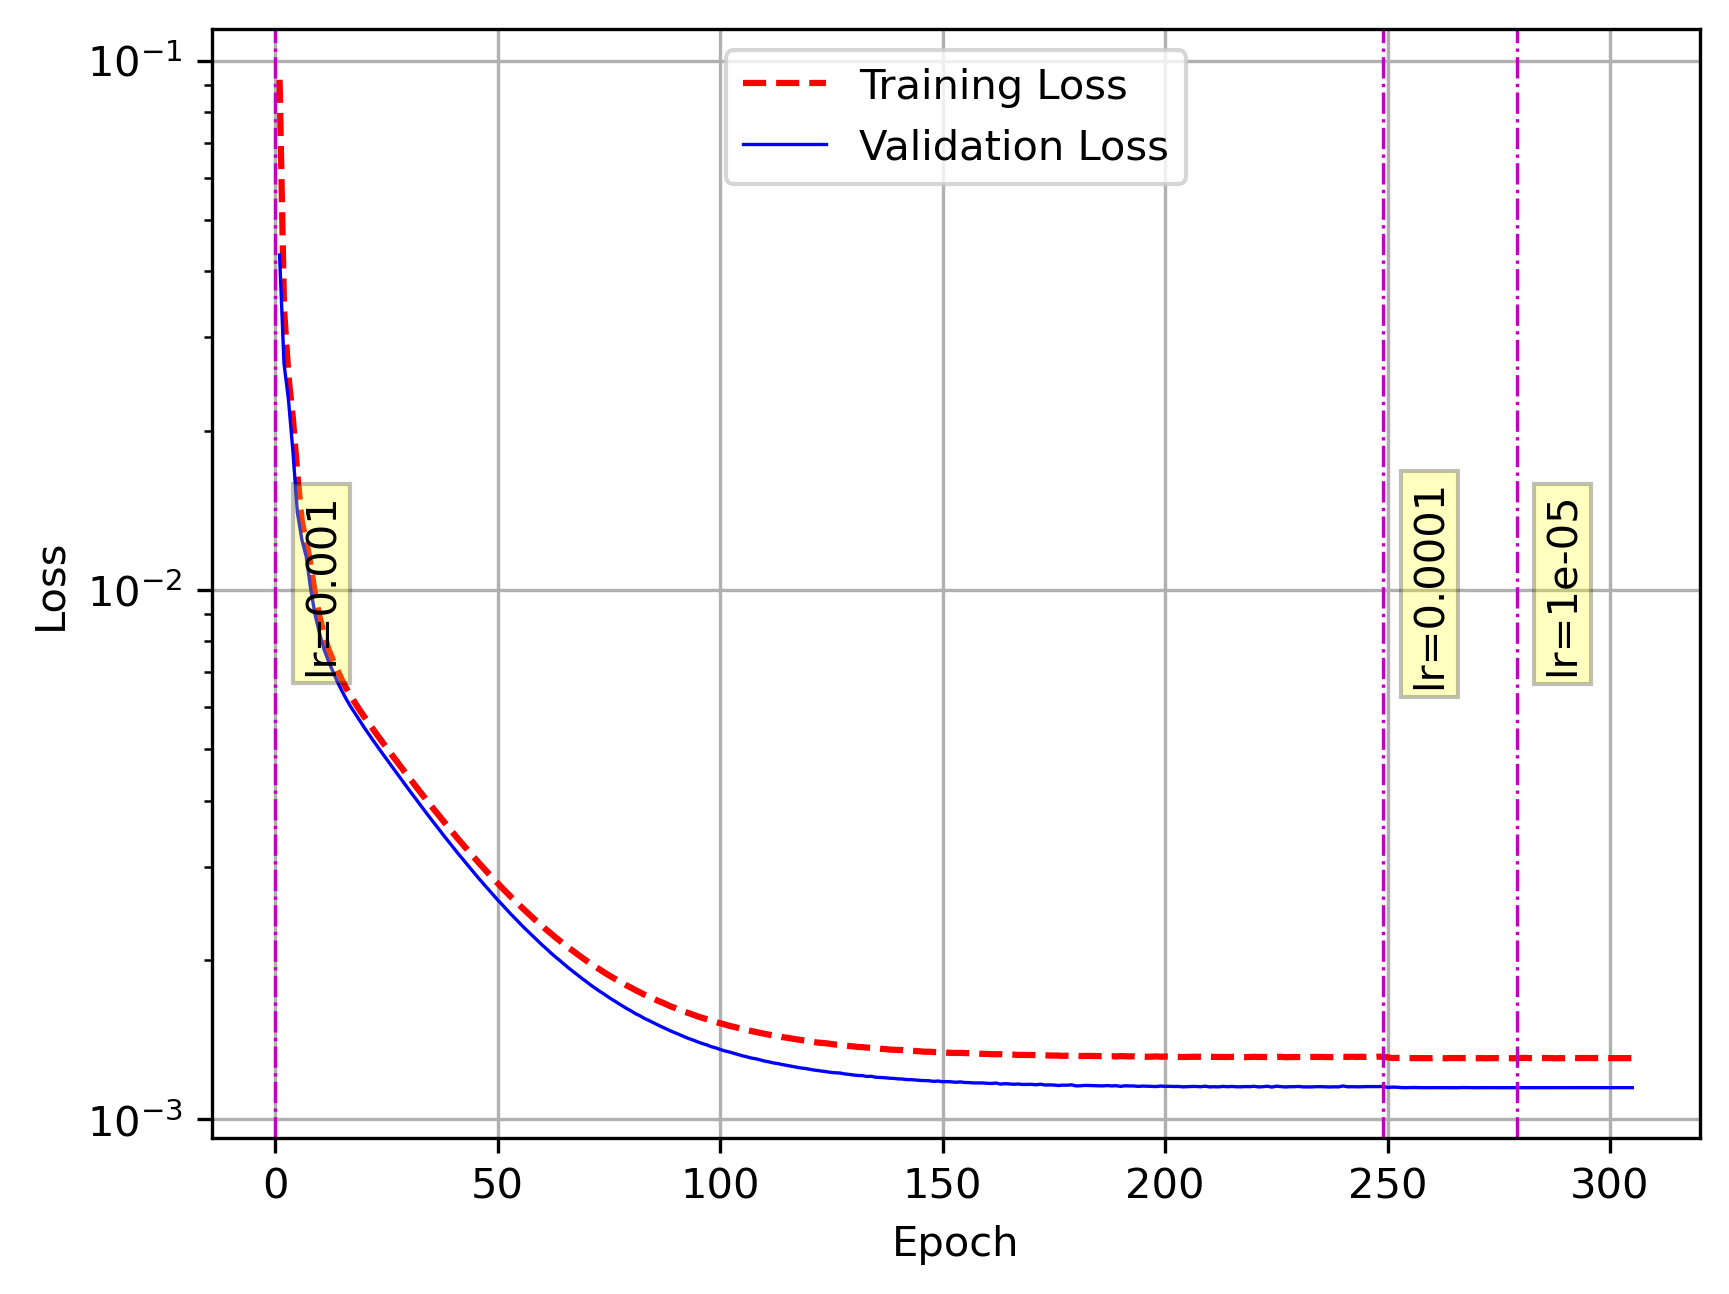 10⁻¹
10⁻²
10⁻³
Loss
Training Loss
Validation Loss
lr=0.001
lr=0.0001
lr=1e-05
0 50 100 150 200 250 300
Epoch